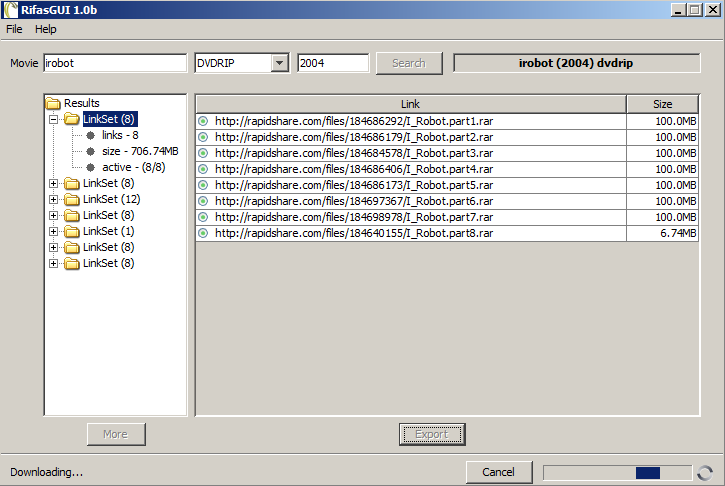 RifasGUI 1.0b
File Help
Movie irobot DVDRIP 2004 Search irobot (2004) dvdrip
Results
LinkSet (8)
links - 8
size - 706.74MB
active - (8/8)
LinkSet (8)
LinkSet (12)
LinkSet (8)
LinkSet (1)
LinkSet (8)
LinkSet (8)
Link Size
http://rapidshare.com/files/184686292/I_Robot.part1.rar 100.0MB
http://rapidshare.com/files/184686179/I_Robot.part2.rar 100.0MB
http://rapidshare.com/files/184684578/I_Robot.part3.rar 100.0MB
http://rapidshare.com/files/184686406/I_Robot.part4.rar 100.0MB
http://rapidshare.com/files/184686173/I_Robot.part5.rar 100.0MB
http://rapidshare.com/files/184697367/I_Robot.part6.rar 100.0MB
http://rapidshare.com/files/184698978/I_Robot.part7.rar 100.0MB
http://rapidshare.com/files/184640155/I_Robot.part8.rar 6.74MB
More Export
Downloading... Cancel